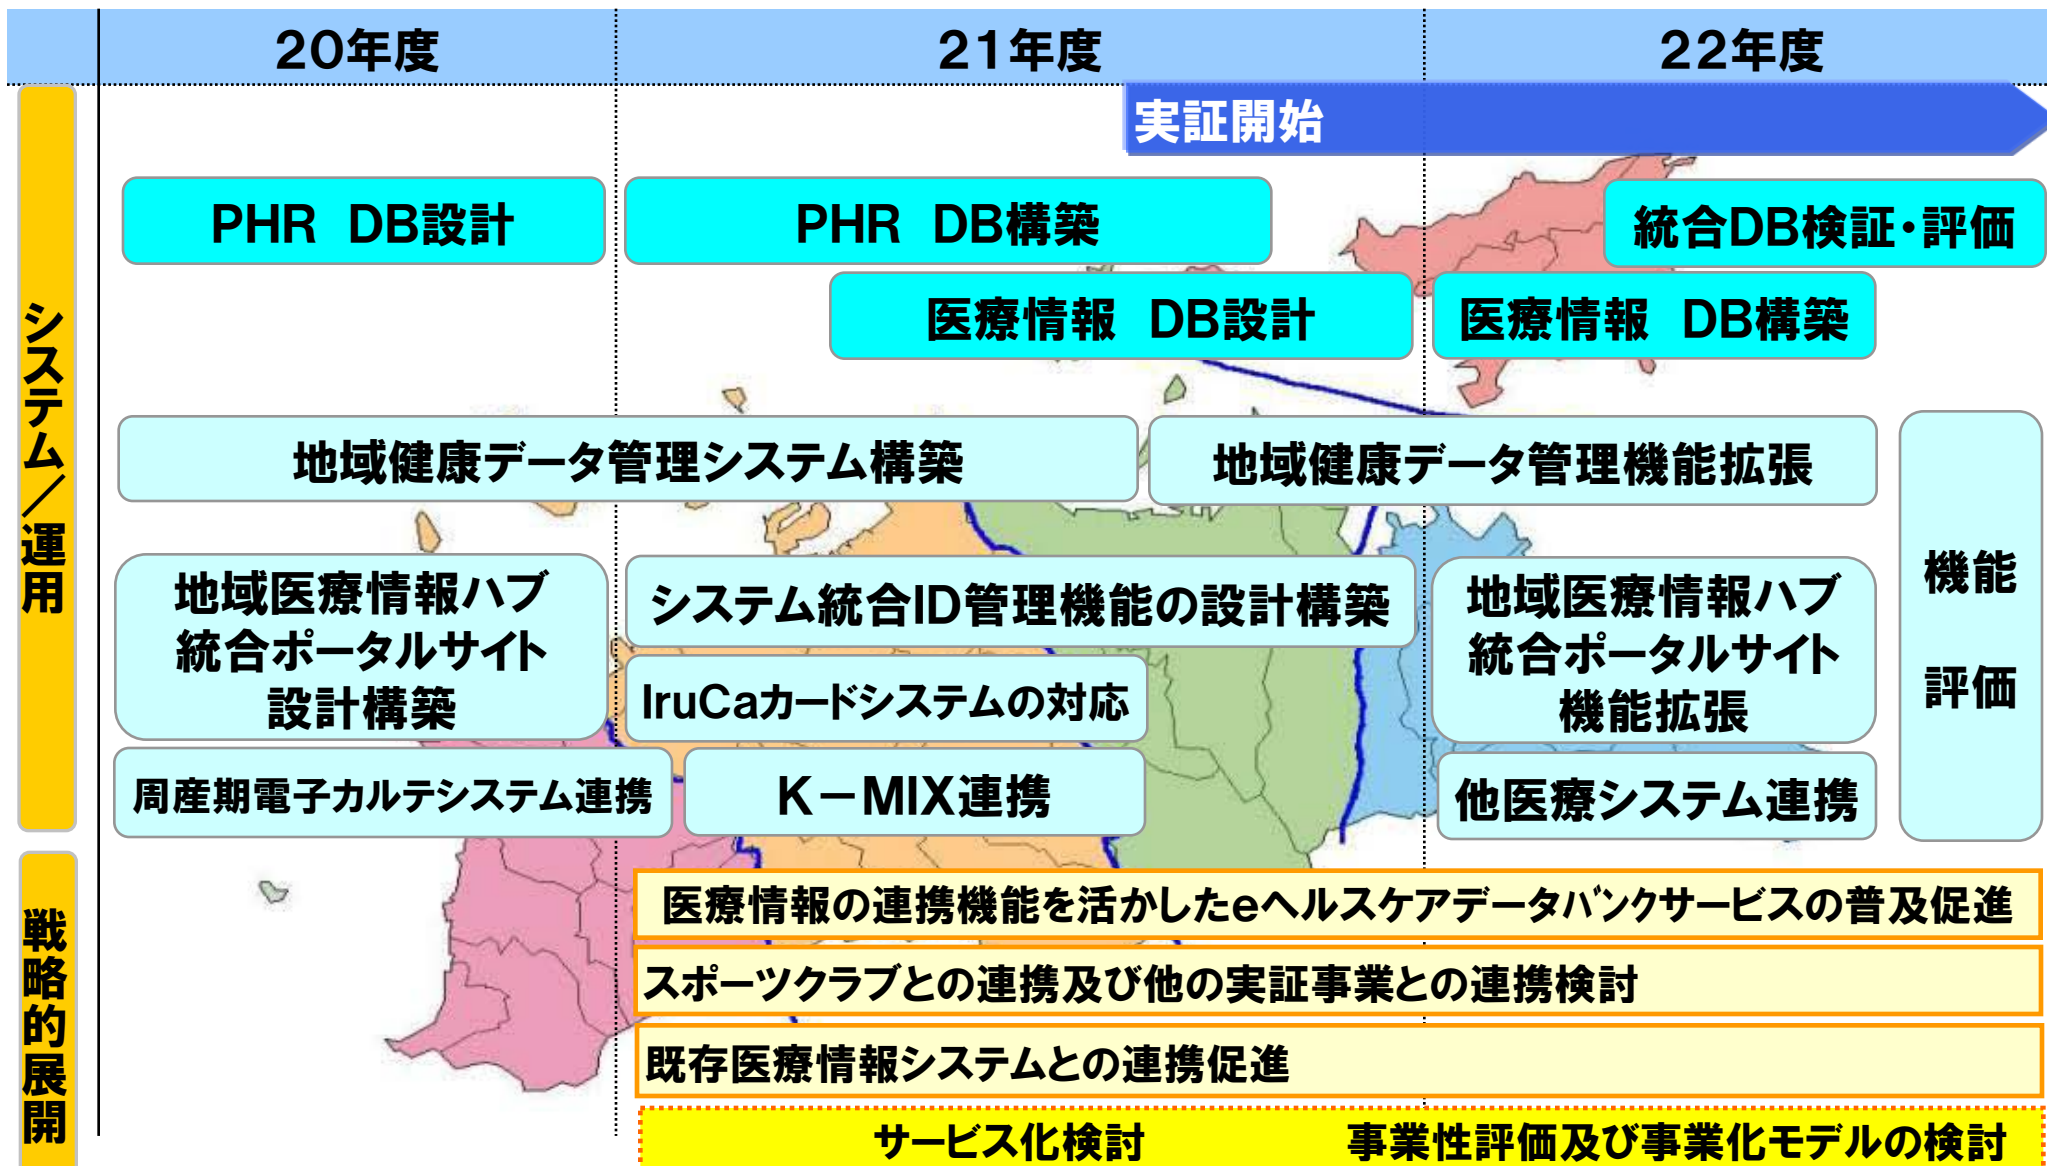 20年度
21年度
22年度
システム／運用
実証開始
PHR DB設計
PHR DB構築
統合DB検証・評価
医療情報 DB設計
医療情報 DB構築
地域健康データ管理システム構築
地域健康データ管理機能拡張
機能
評価
地域医療情報ハブ
統合ポータルサイト
設計構築
システム統合ID管理機能の設計構築
地域医療情報ハブ
統合ポータルサイト
機能拡張
IruCaカードシステムの対応
周産期電子カルテシステム連携
K－MIX連携
他医療システム連携
戦略的展開
医療情報の連携機能を活かしたeヘルスケアデータバンクサービスの普及促進
スポーツクラブとの連携及び他の実証事業との連携検討
既存医療情報システムとの連携促進
サービス化検討
事業性評価及び事業化モデルの検討